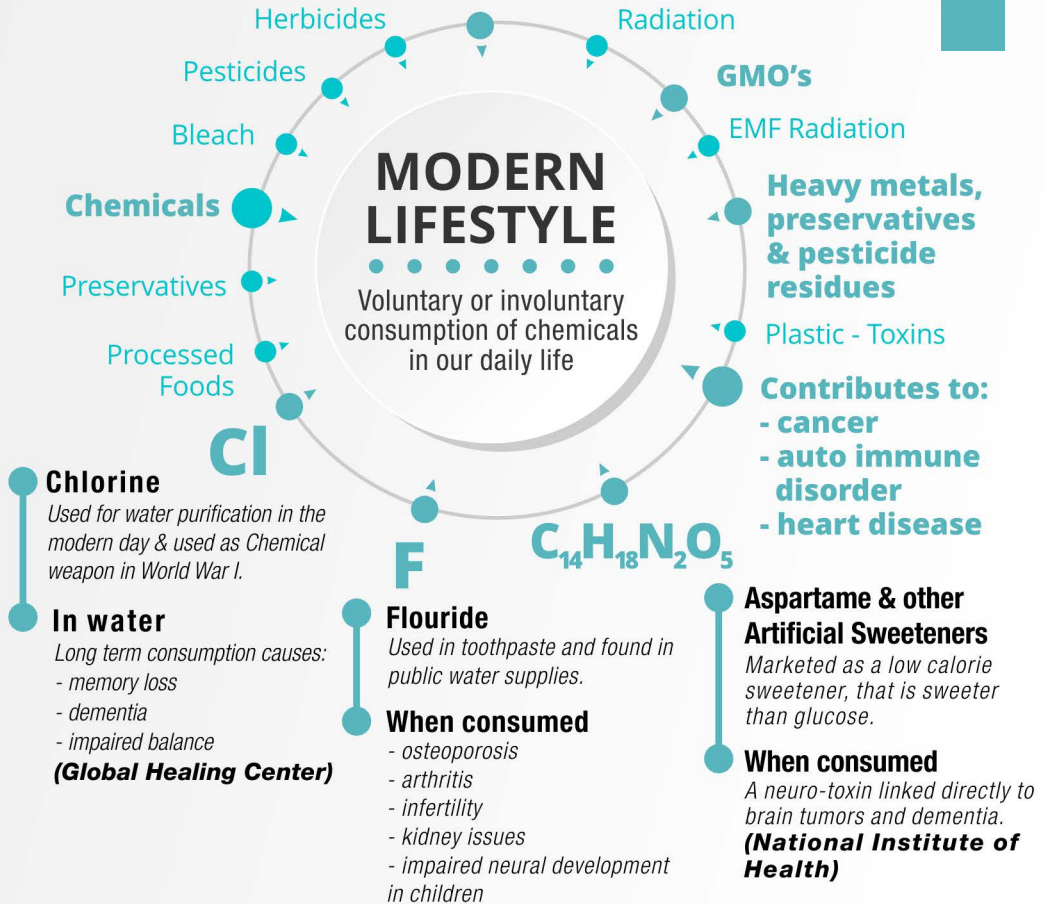 Herbicides
Pesticides
Bleach
Chemicals
Preservatives
Processed
Foods
Radiation
GMO's
EMF Radiation
Heavy metals,
preservatives
& pesticide
residues
Plastic - Toxins
Contributes to:
- cancer
- auto immune
disorder
- heart disease
MODERN
LIFESTYLE
Voluntary or involuntary
consumption of chemicals
in our daily life
Cl
Chlorine
Used for water purification in the
modern day & used as Chemical
weapon in World War I.
In water
Long term consumption causes:
- memory loss
- dementia
- impaired balance
(Global Healing Center)
F
Flouride
Used in toothpaste and found in
public water supplies.
When consumed
- osteoporosis
- arthritis
- infertility
- kidney issues
- impaired neural development
in children
C₁₄H₁₈N₂O₅
Aspartame & other
Artificial Sweeteners
Marketed as a low calorie
sweetener, that is sweeter
than glucose.
When consumed
A neuro-toxin linked directly to
brain tumors and dementia.
(National Institute of
Health)